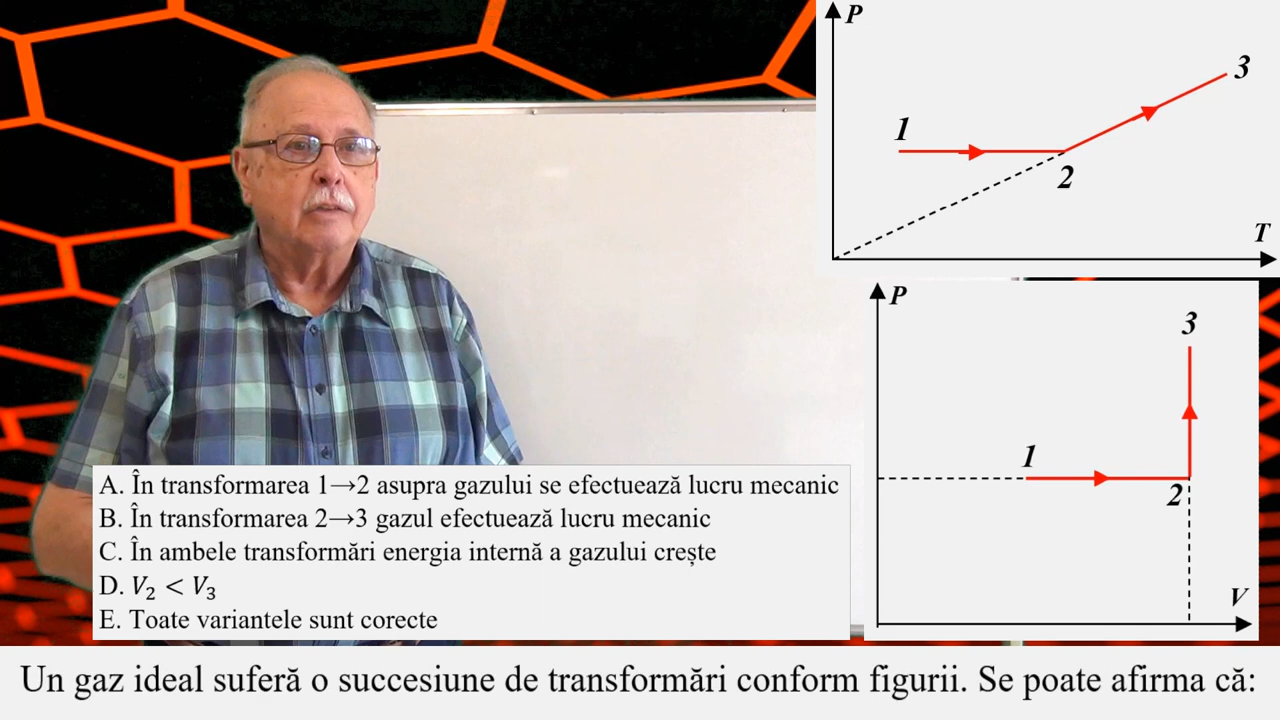 P
3
1
2
T
P
3
1
2
V
A. În transformarea 1→2 asupra gazului se efectuează lucru mecanic
B. În transformarea 2→3 gazul efectuează lucru mecanic
C. În ambele transformări energia internă a gazului crește
D. V₂ < V₃
E. Toate variantele sunt corecte
Un gaz ideal suferă o succesiune de transformări conform figurii. Se poate afirma că: